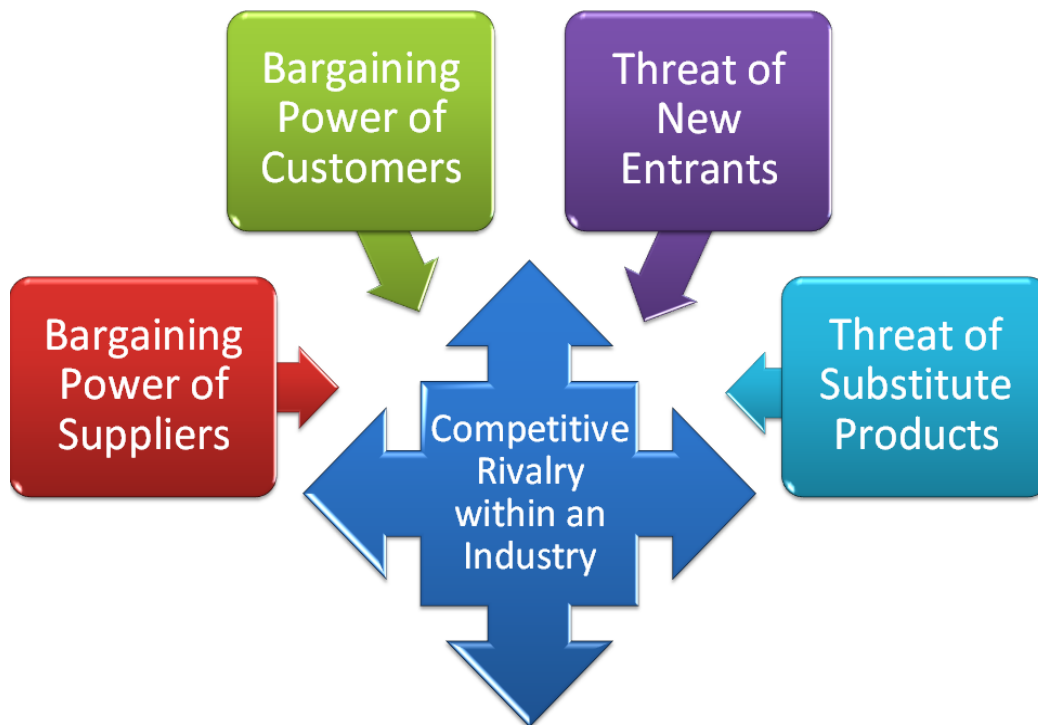 Bargaining
Power of
Customers
Threat of
New
Entrants
Bargaining
Power of
Suppliers
Threat of
Substitute
Products
Competitive
Rivalry
within an
Industry